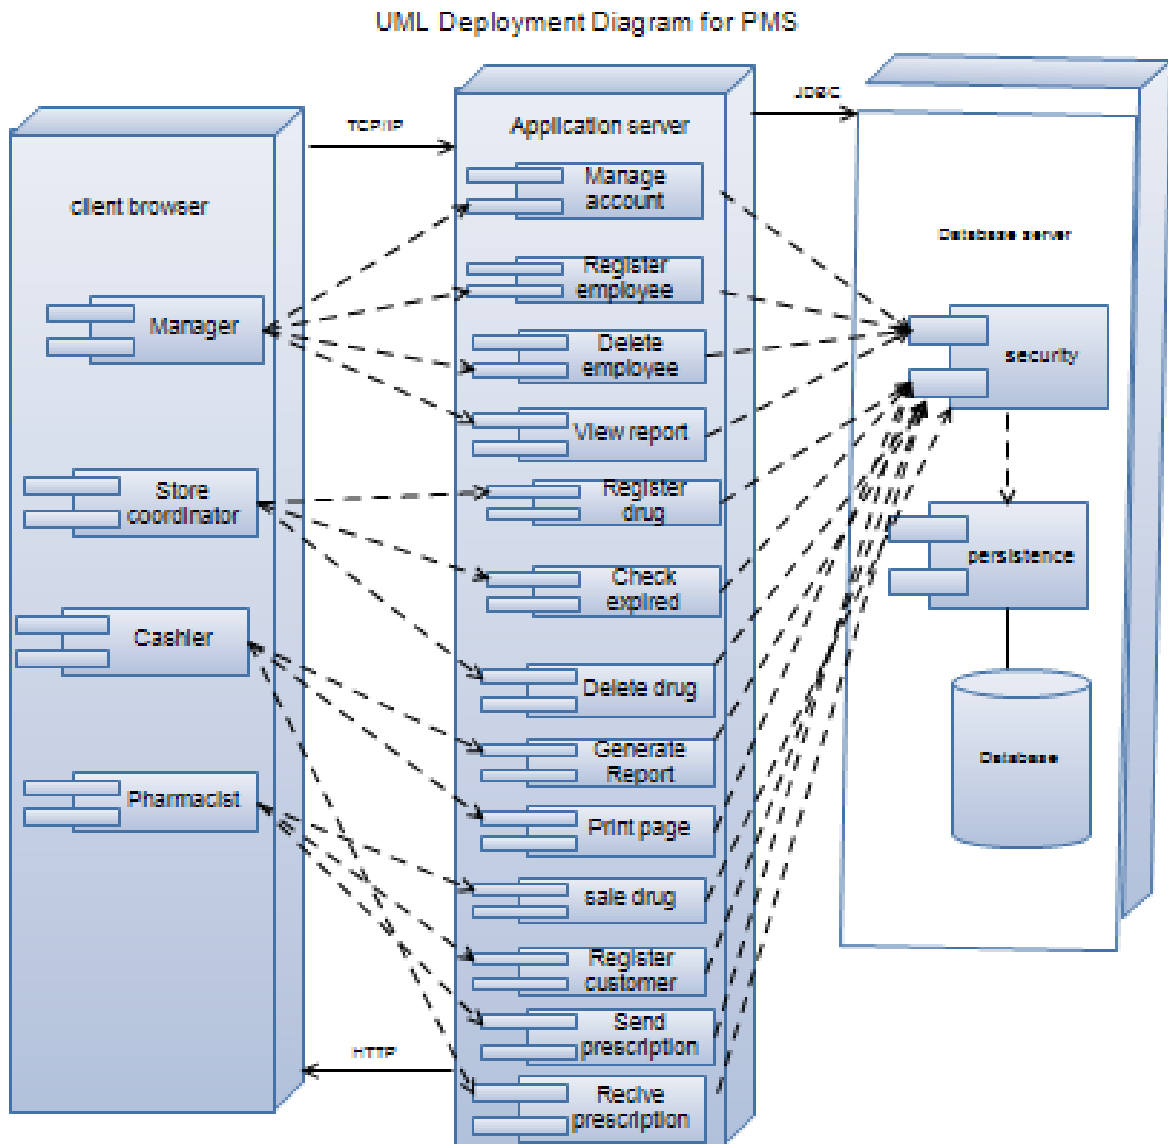 UML Deployment Diagram for PMS
TCP/IP
JDBC
client browser
Application server
Database server
Manager
Store
coordinator
Cashier
Pharmacist
Manage
account
Register
employee
Delete
employee
View report
Register
drug
Check
expired
Delete drug
Generate
Report
Print page
sale drug
Register
customer
Send
prescription
Recive
prescription
HTTP
security
persistence
Database